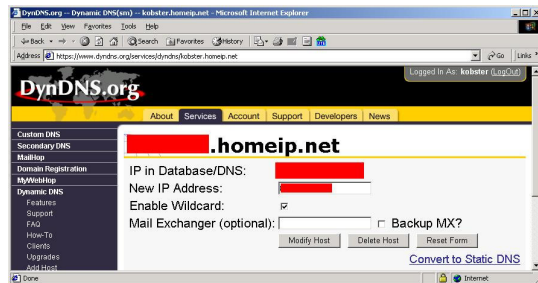 DynDNS.org -- Dynamic DNS(sm) -- kobster.homeip.net - Microsoft Internet Explorer
File Edit View Favorites Tools Help
Back Search Favorites History
Address https://www.dyndns.org/services/dyndns/kobster.homeip.net Go Links
Logged In As: kobster (LogOut)
DynDNS.org
About Services Account Support Developers News
Custom DNS
Secondary DNS
MailHop
Domain Registration
MyWebHop
Dynamic DNS
Features
Support
FAQ
How-To
Clients
Upgrades
Add Host
.homeip.net
IP in Database/DNS:
New IP Address:
Enable Wildcard:
Mail Exchanger (optional): Backup MX?
Modify Host Delete Host Reset Form
Convert to Static DNS
Done Internet